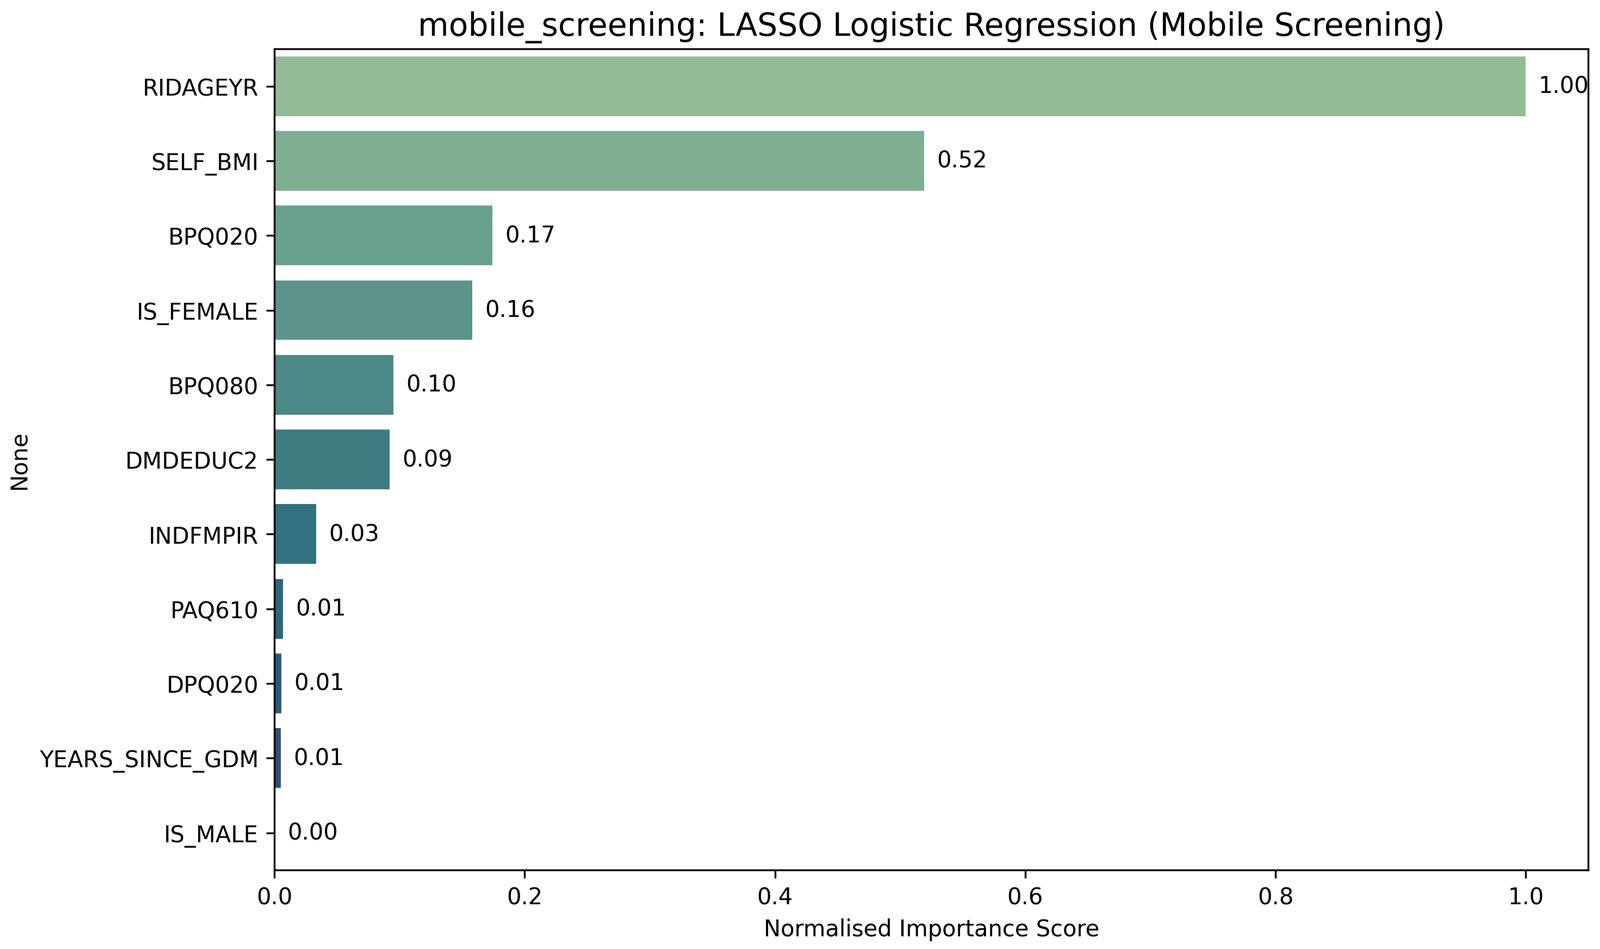 mobile_screening: LASSO Logistic Regression (Mobile Screening)
RIDAGEYR 1.00
SELF_BMI 0.52
BPQ020 0.17
IS_FEMALE 0.16
BPQ080 0.10
DMDEDUC2 0.09
INDFMPIR 0.03
PAQ610 0.01
DPQ020 0.01
YEARS_SINCE_GDM 0.01
IS_MALE 0.00
None
0.0 0.2 0.4 0.6 0.8 1.0
Normalised Importance Score